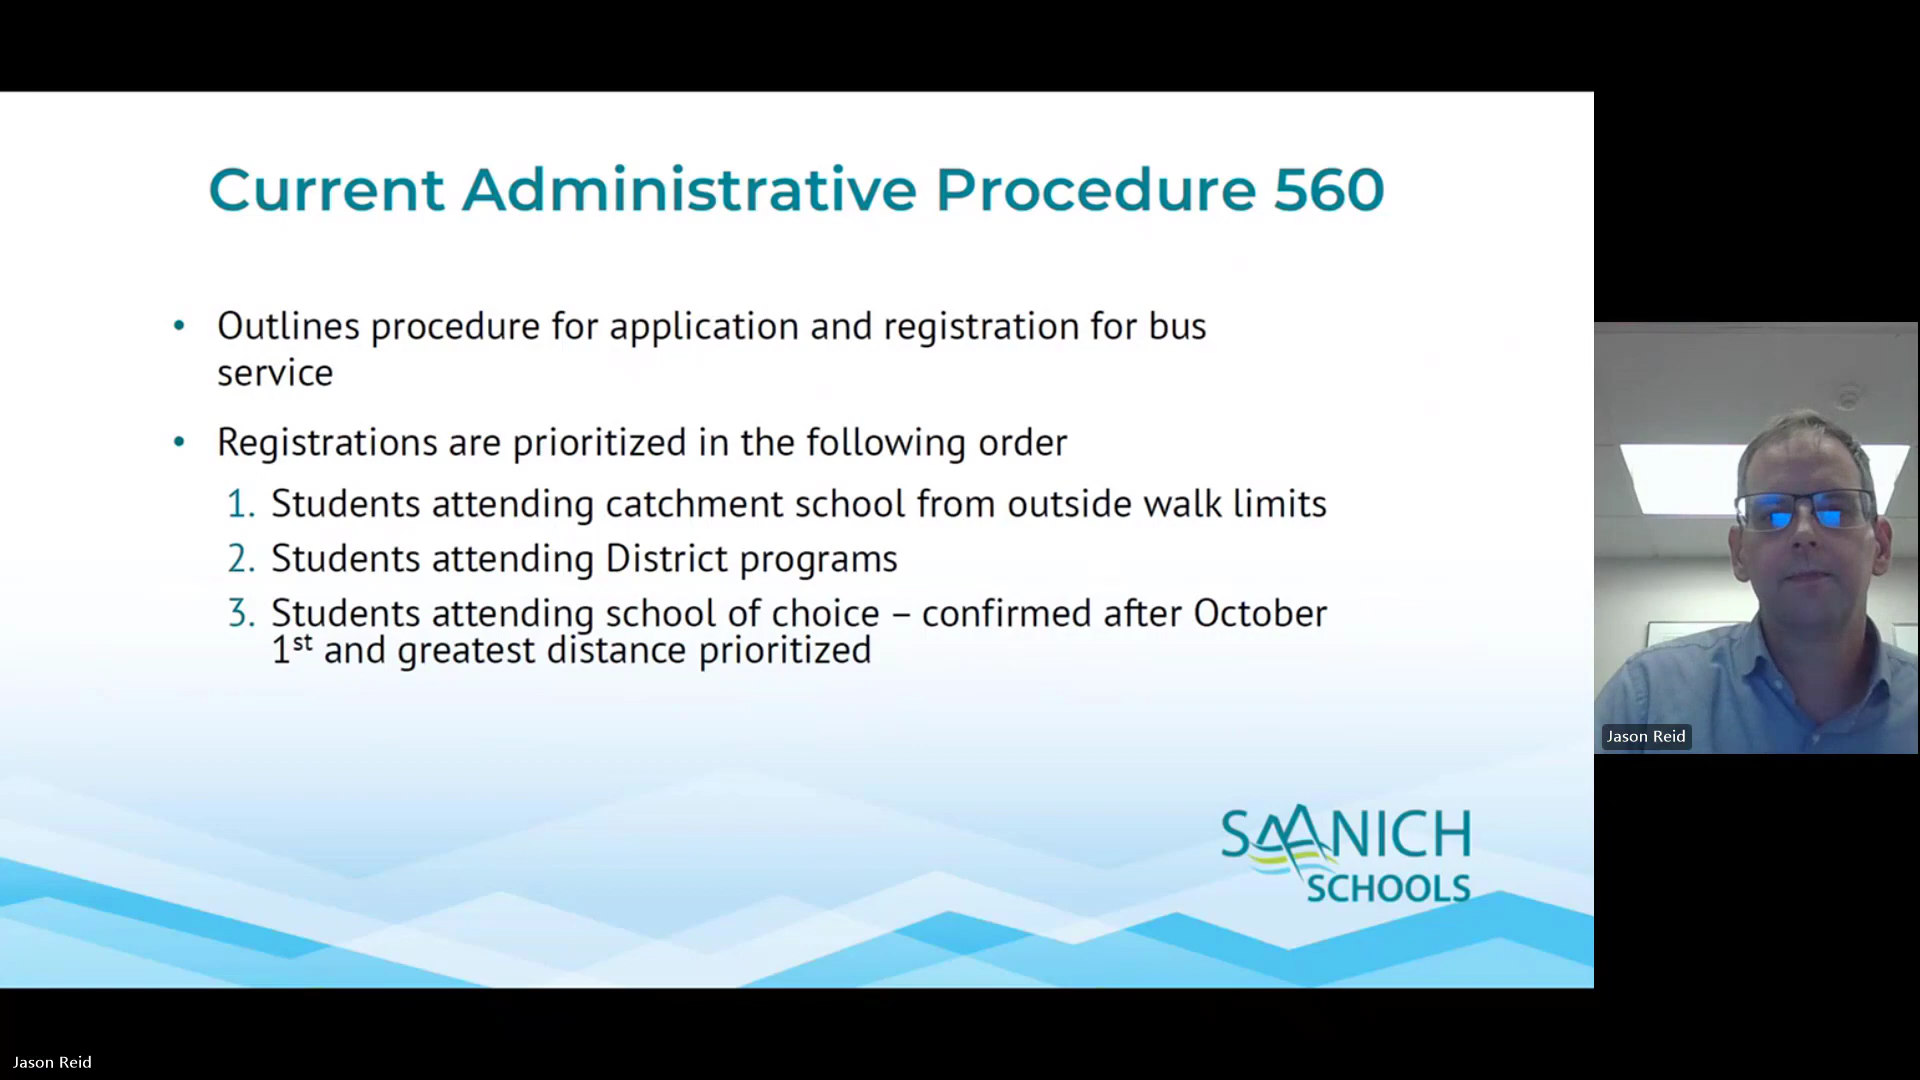 Current Administrative Procedure 560
• Outlines procedure for application and registration for bus
service
• Registrations are prioritized in the following order
1. Students attending catchment school from outside walk limits
2. Students attending District programs
3. Students attending school of choice – confirmed after October
1st and greatest distance prioritized
SAANICH
SCHOOLS
Jason Reid
Jason Reid